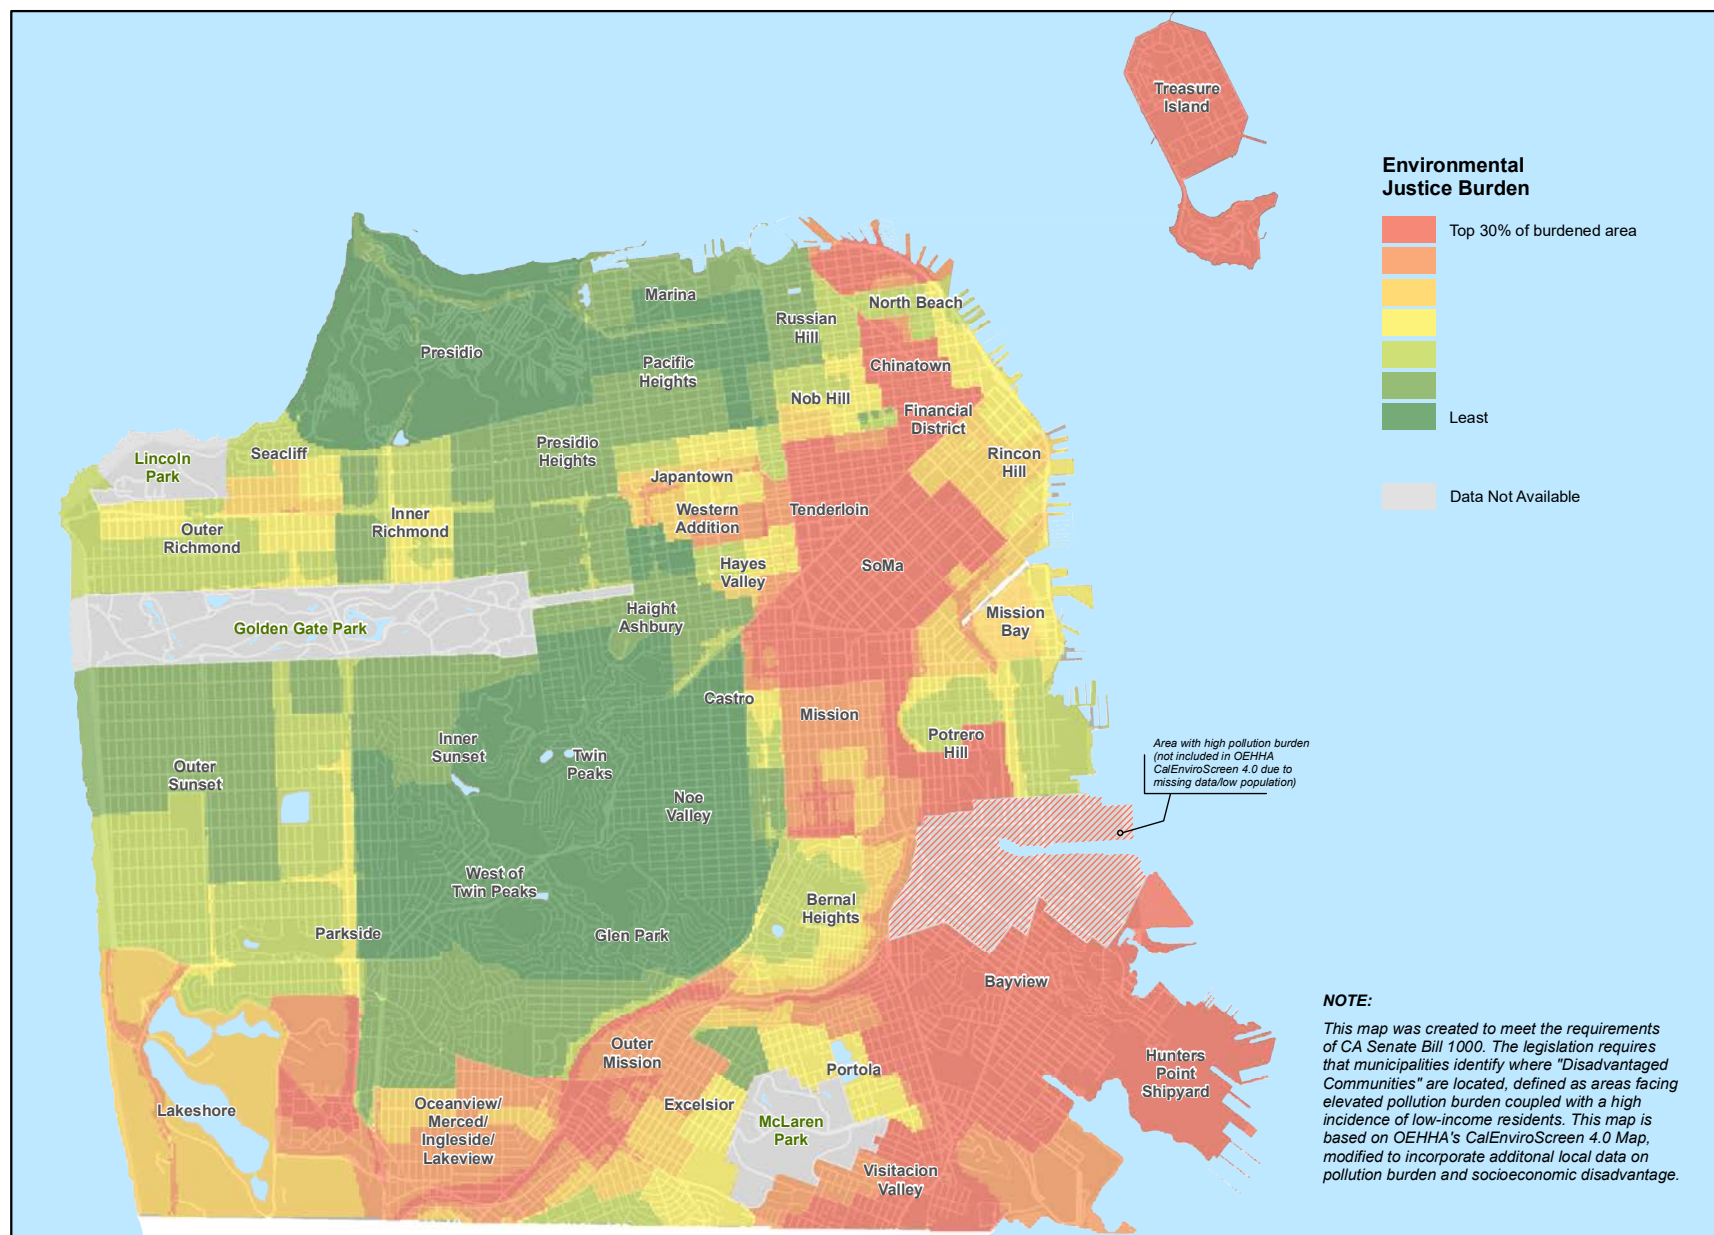 Treasure
Island
Environmental
Justice Burden
Top 30% of burdened area
Least
Data Not Available
Marina
North Beach
Russian
Hill
Presidio
Pacific
Heights
Chinatown
Nob Hill
Financial
District
Seacliff
Presidio
Heights
Lincoln
Park
Rincon
Hill
Japantown
Western
Addition
Tenderloin
Inner
Richmond
Outer
Richmond
Hayes
Valley
SoMa
Haight
Ashbury
Mission
Bay
Golden Gate Park
Castro
Mission
Potrero
Hill
Inner
Sunset
Twin
Peaks
Outer
Sunset
Area with high pollution burden
(not included in OEHHA
CalEnviroScreen 4.0 due to
missing data/low population)
Noe
Valley
West of
Twin Peaks
Bernal
Heights
Parkside
Glen Park
Bayview
Outer
Mission
Portola
Hunters
Point
Shipyard
Lakeshore
Oceanview/
Merced/
Ingleside/
Lakeview
Excelsior
McLaren
Park
Visitacion
Valley
NOTE:
This map was created to meet the requirements
of CA Senate Bill 1000. The legislation requires
that municipalities identify where "Disadvantaged
Communities" are located, defined as areas facing
elevated pollution burden coupled with a high
incidence of low-income residents. This map is
based on OEHHA's CalEnviroScreen 4.0 Map,
modified to incorporate additonal local data on
pollution burden and socioeconomic disadvantage.